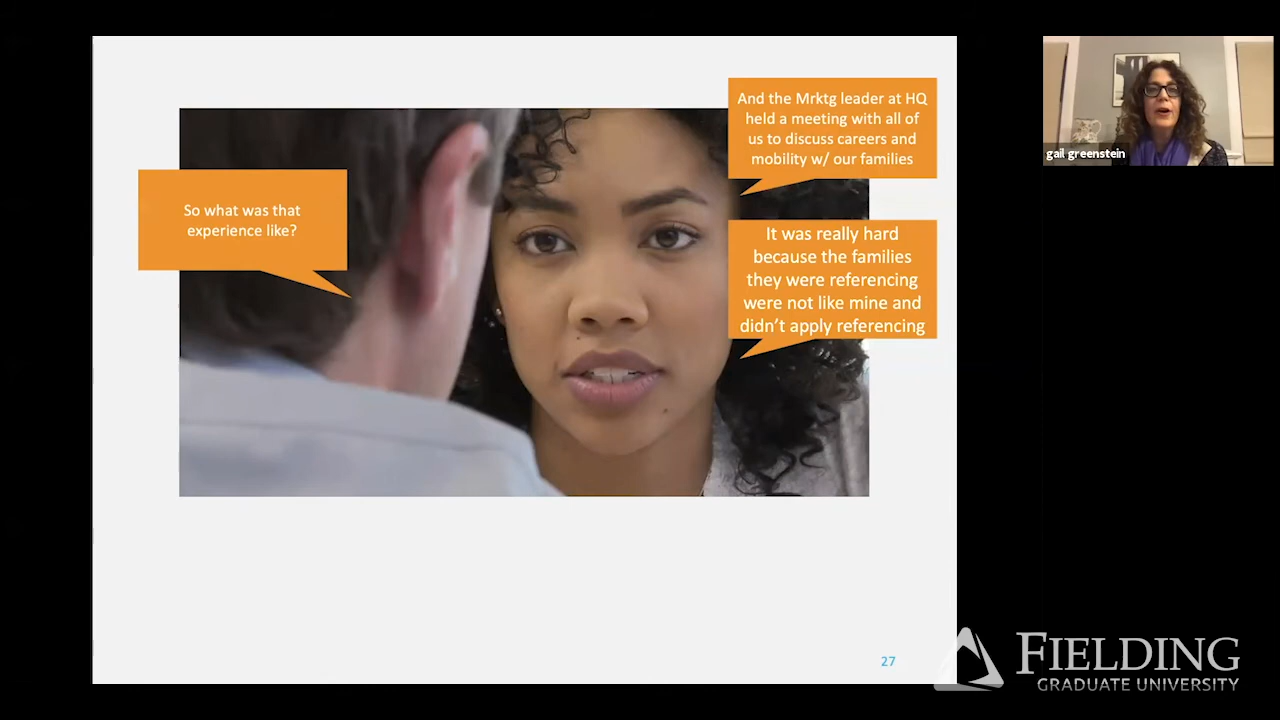 And the Mrktg leader at HQ
held a meeting with all of
us to discuss careers and
mobility w/ our families
So what was that
experience like?
It was really hard
because the families
they were referencing
were not like mine and
didn't apply referencing
gail greenstein
27
FIELDING
GRADUATE UNIVERSITY